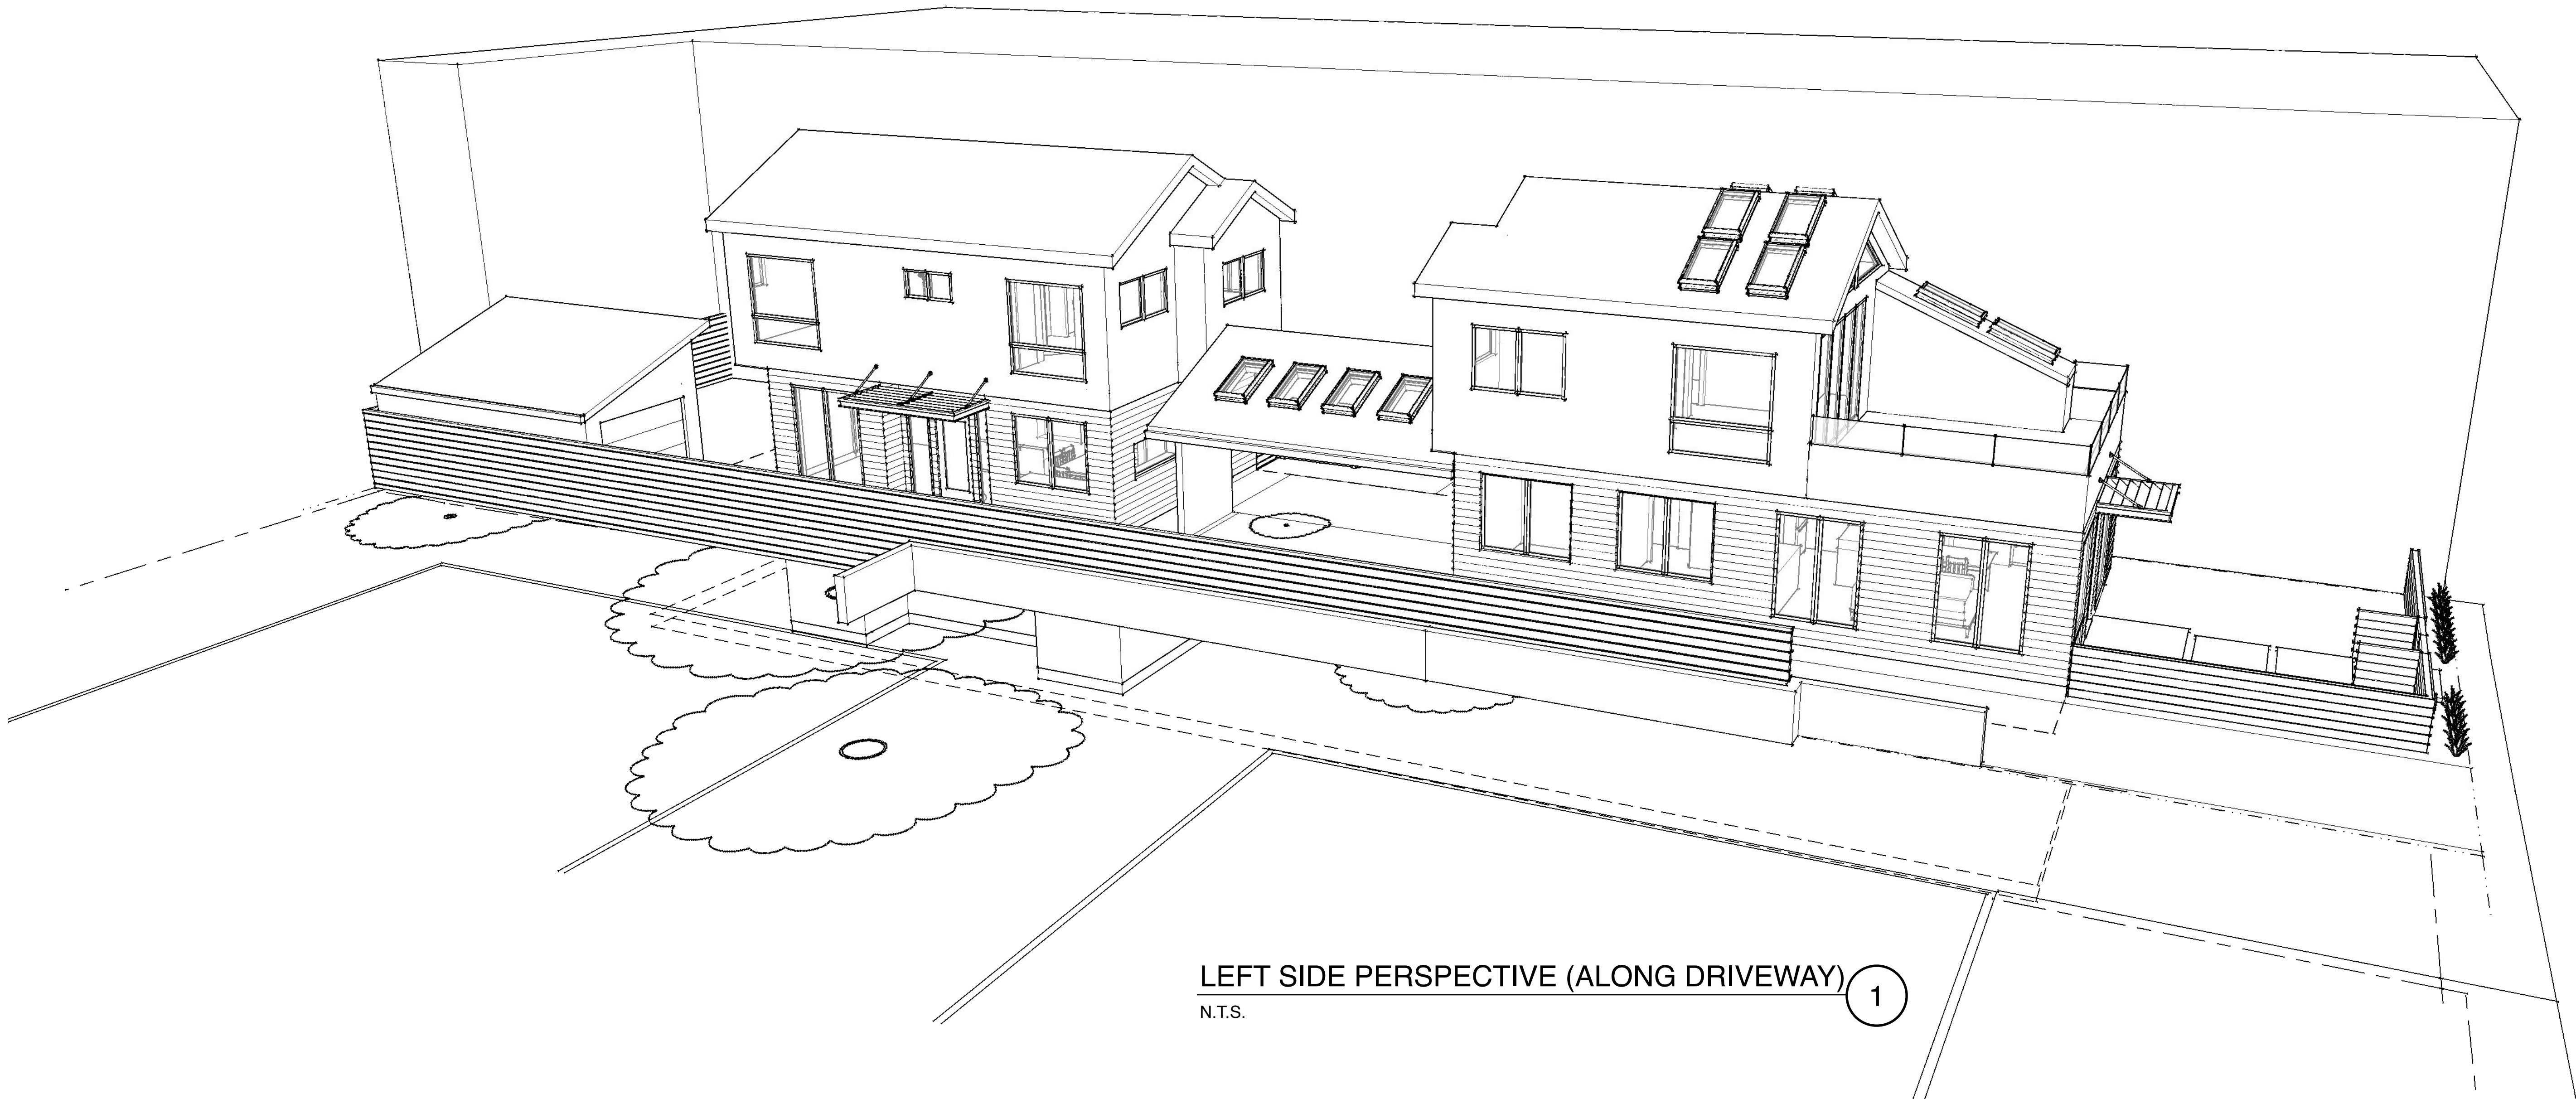 LEFT SIDE PERSPECTIVE (ALONG DRIVEWAY)
1
N.T.S.